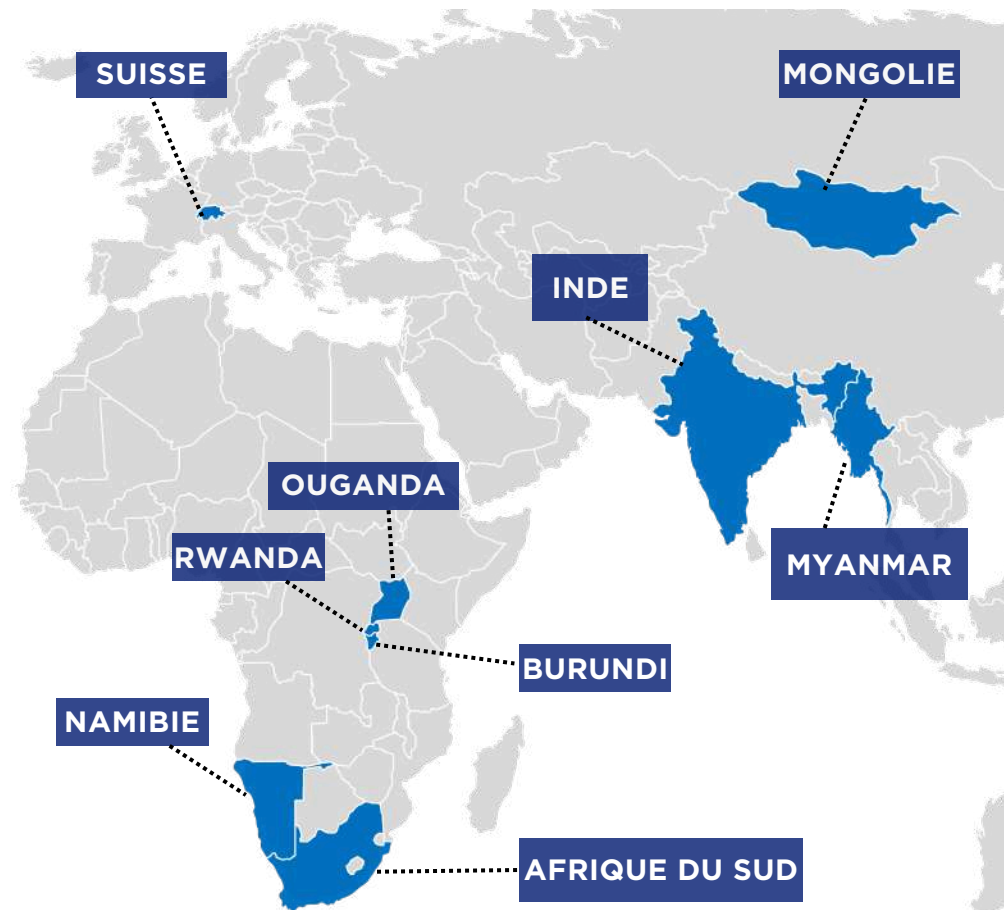 SUISSE
MONGOLIE
INDE
OUGANDA
RWANDA
MYANMAR
BURUNDI
NAMIBIE
AFRIQUE DU SUD